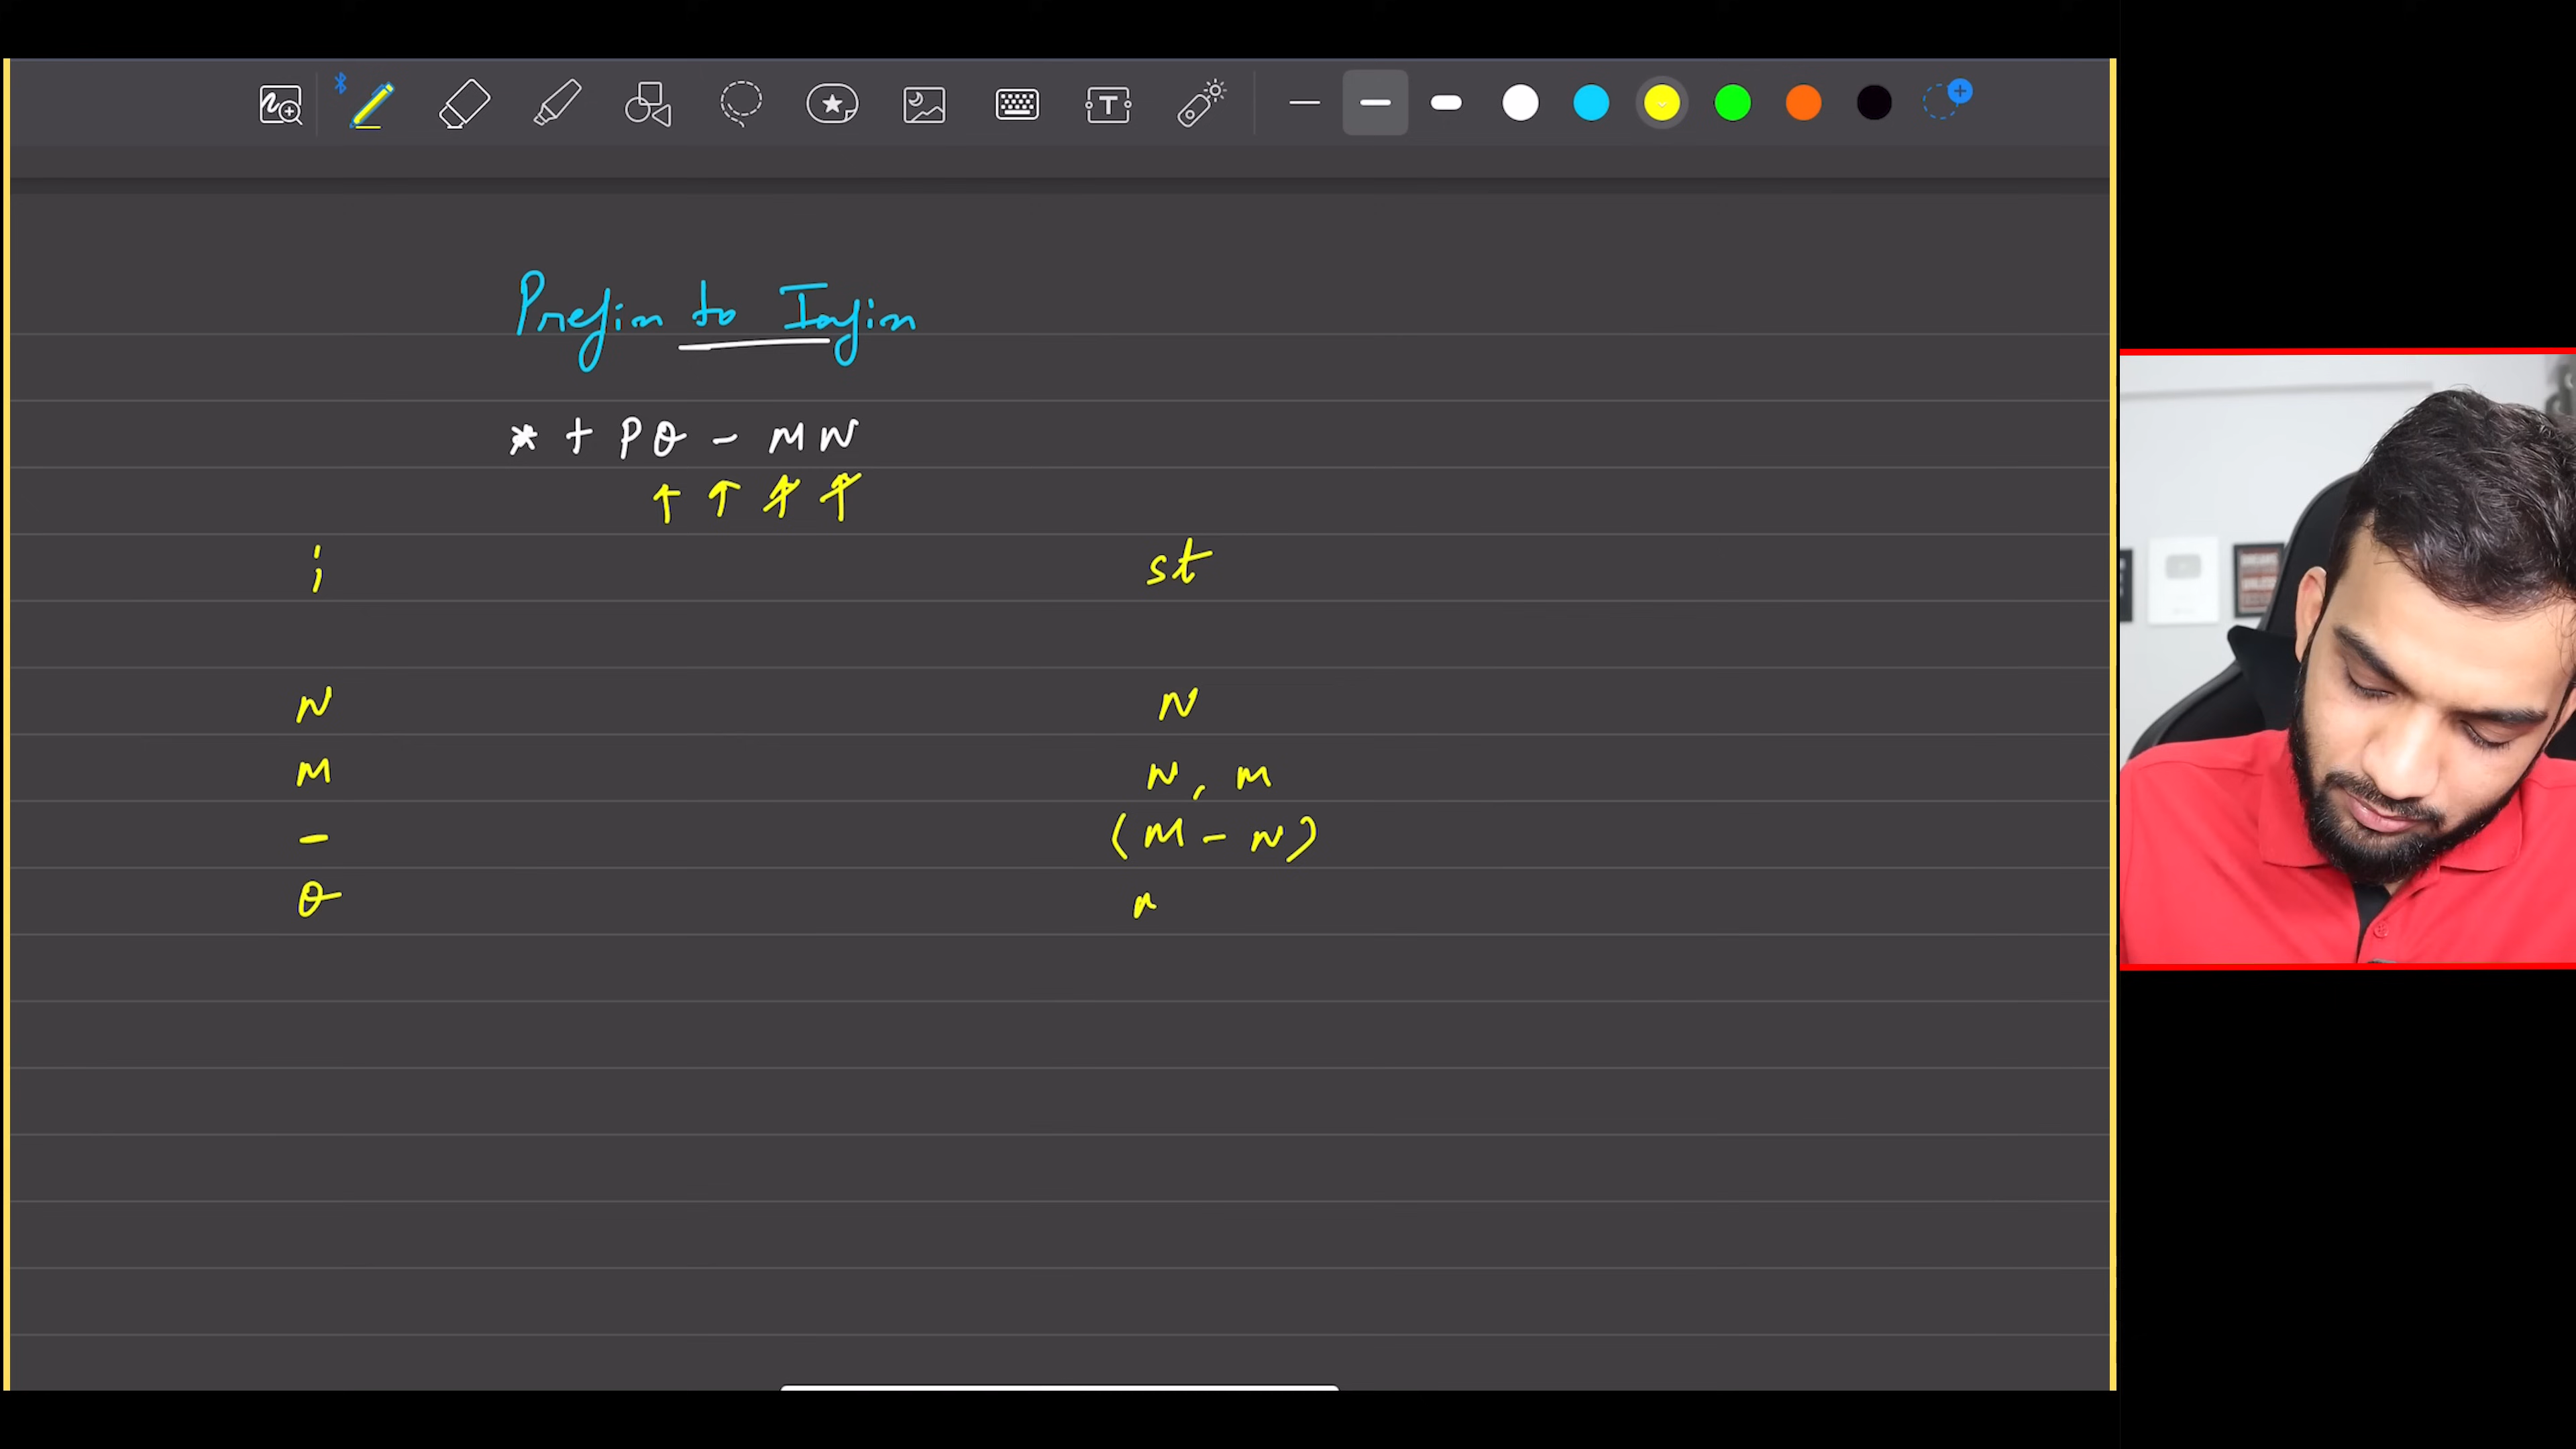 Prefix to Infix
* + P Q - M N
↑ ↑ ↑ ↑
i st
N N
M N, M
- (M - N)
Q